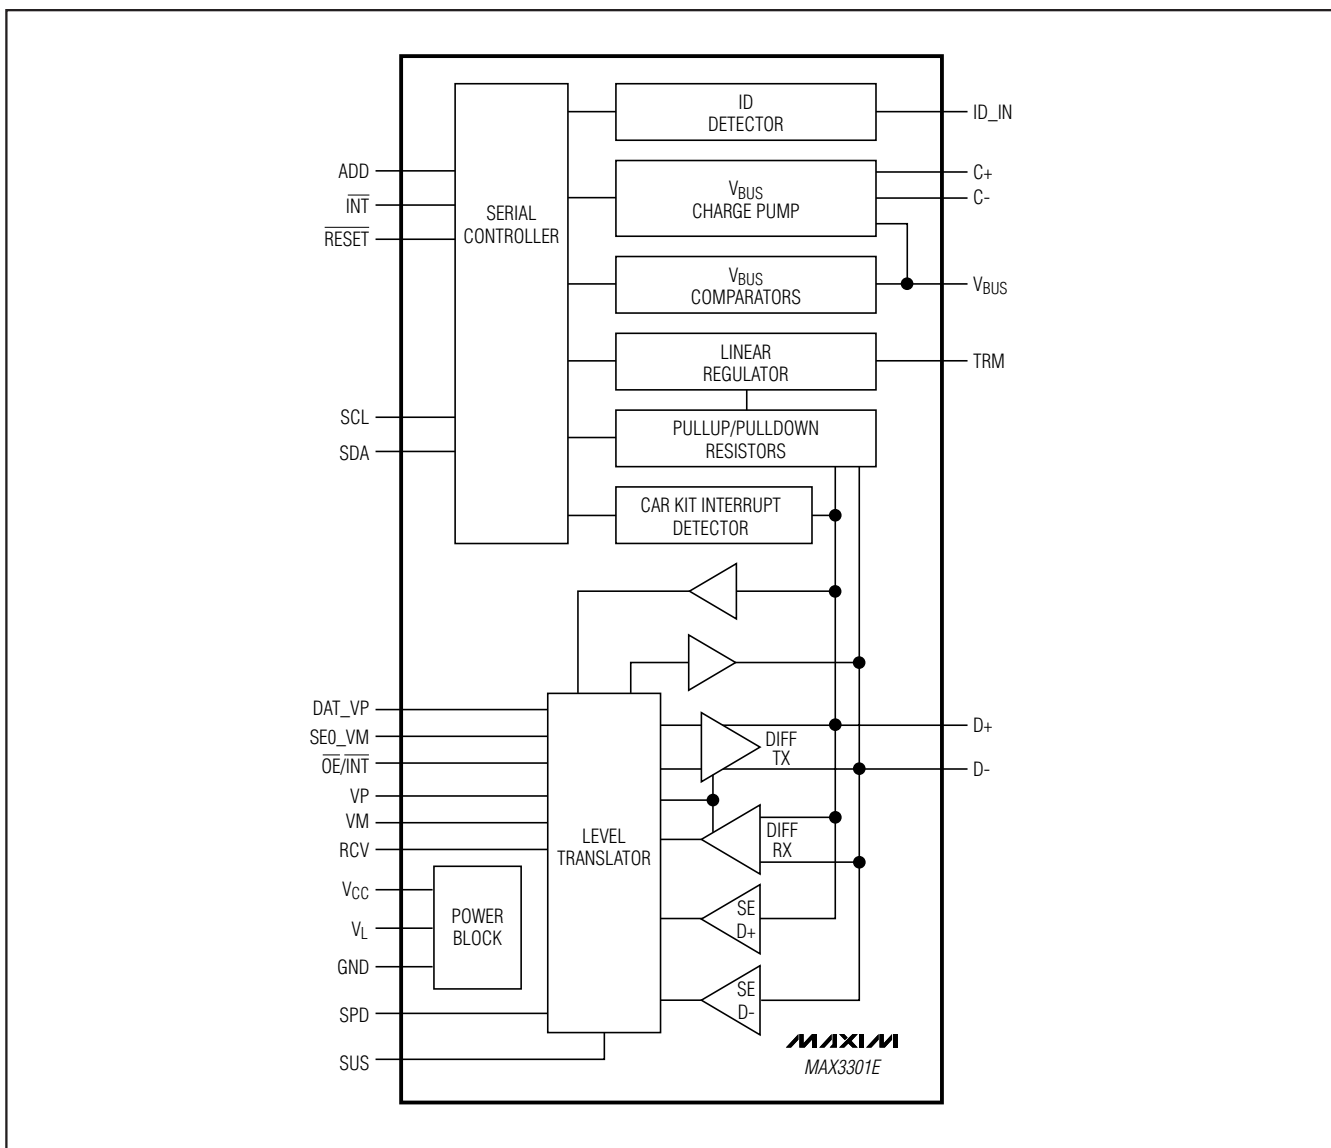 ID
DETECTOR
ID_IN
ADD
INT
RESET
SERIAL
CONTROLLER
VBUS
CHARGE PUMP
C+
C-
VBUS
COMPARATORS
VBUS
LINEAR
REGULATOR
TRM
SCL
SDA
PULLUP/PULLDOWN
RESISTORS
CAR KIT INTERRUPT
DETECTOR
DAT_VP
SE0_VM
OE/INT
VP
VM
RCV
LEVEL
TRANSLATOR
DIFF
TX
D+
D-
DIFF
RX
VCC
VL
GND
POWER
BLOCK
SE
D+
SE
D-
SPD
SUS
MAXIM
MAX3301E